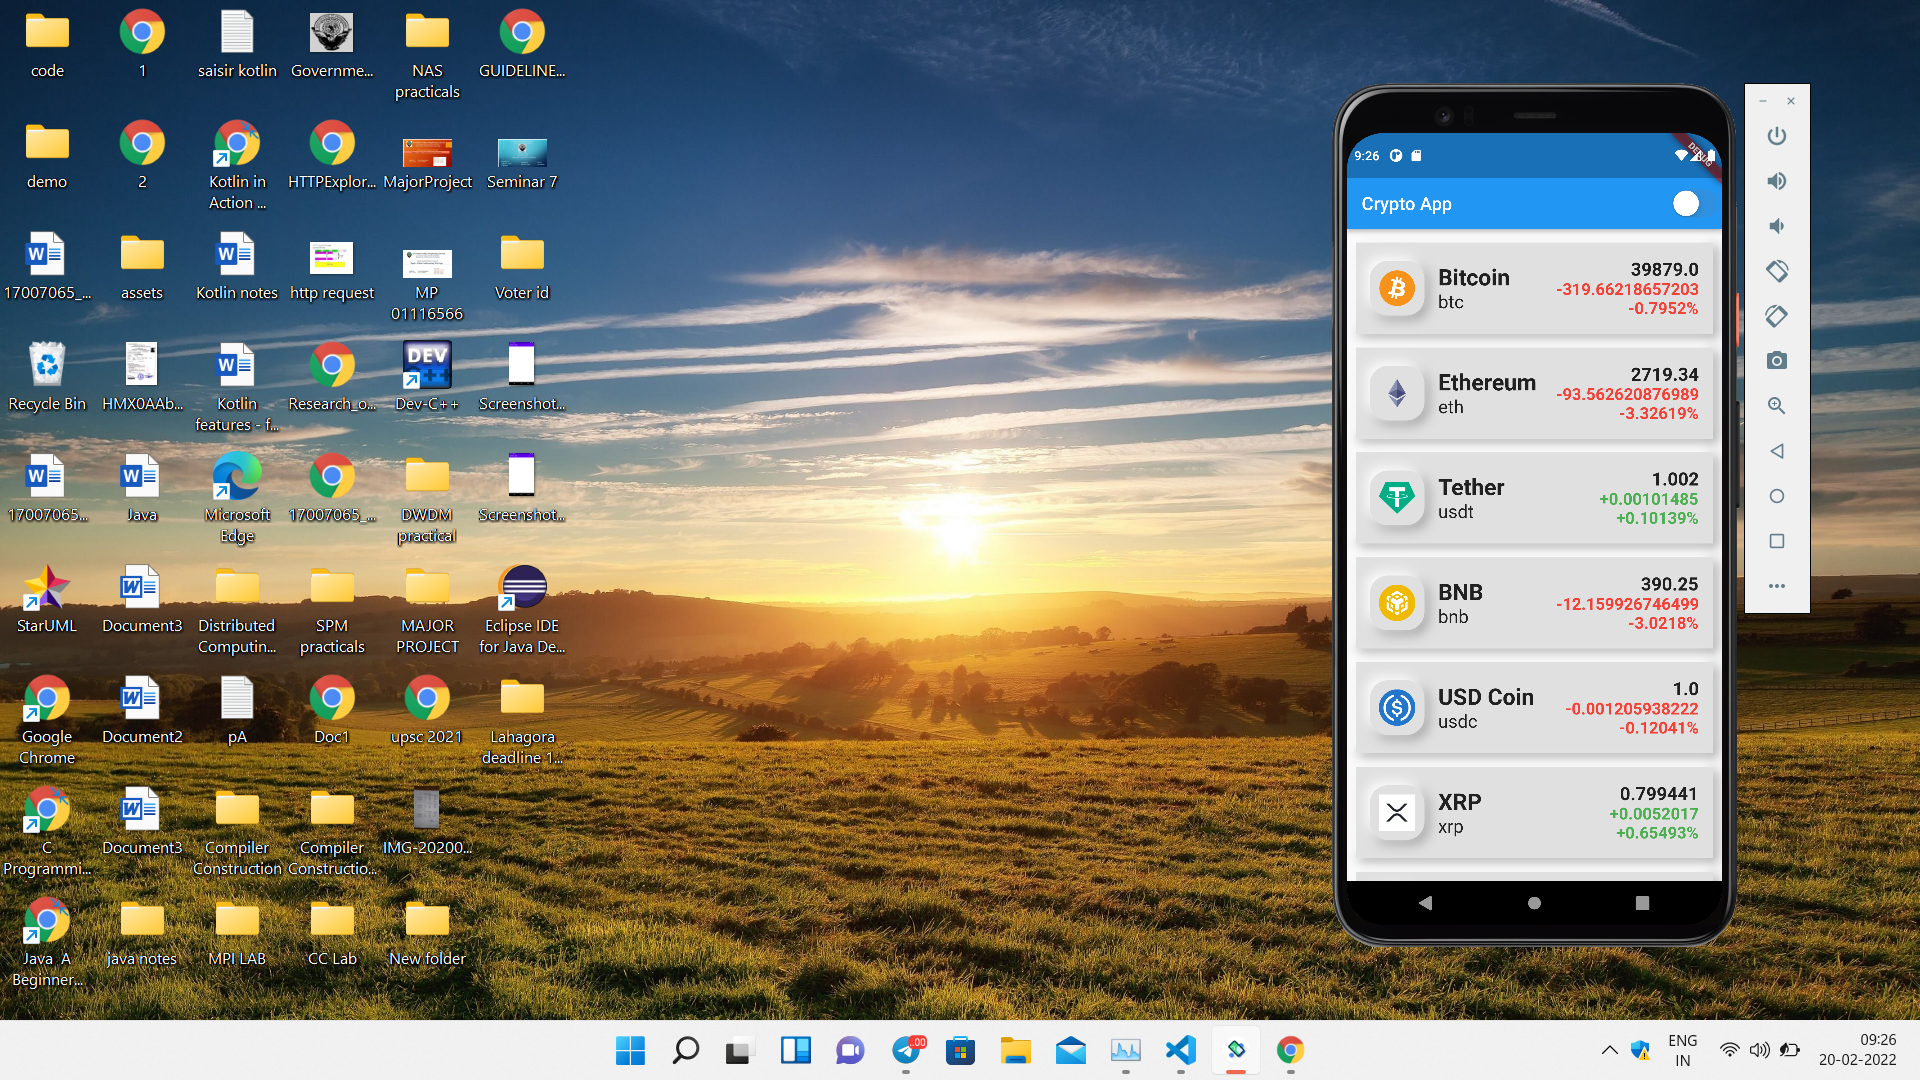 code
1
saisir kotlin
Governme...
NAS
practicals
GUIDELINE...
demo
2
Kotlin in
Action ...
HTTPExplor...
MajorProject
Seminar 7
17007065_...
assets
Kotlin notes
http request
MP
01116566
Voter id
Recycle Bin
HMX0AAb...
Kotlin
features - f...
Research_o...
DEV
++
Dev-C++
Screenshot...
17007065...
Java
Microsoft
Edge
17007065_...
DWDM
practical
Screenshot...
StarUML
Document3
Distributed
Computin...
SPM
practicals
MAJOR
PROJECT
Eclipse IDE
for Java De...
Google
Chrome
Document2
pA
Doc1
upsc 2021
Lahagora
deadline 1...
C
Programmi...
Document3
Compiler
Construction
Compiler
Constructio...
IMG-20200...
Java A
Beginner...
java notes
MPI LAB
CC Lab
New folder
9:26
DEBUG
Crypto App
Bitcoin
btc
39879.0
-319.66218657203
-0.7952%
Ethereum
eth
2719.34
-93.562620876989
-3.32619%
Tether
usdt
1.002
+0.00101485
+0.10139%
BNB
bnb
390.25
-12.159926746499
-3.0218%
USD Coin
usdc
1.0
-0.001205938222
-0.12041%
XRP
xrp
0.799441
+0.0052017
+0.65493%
..00
ENG
IN
09:26
20-02-2022